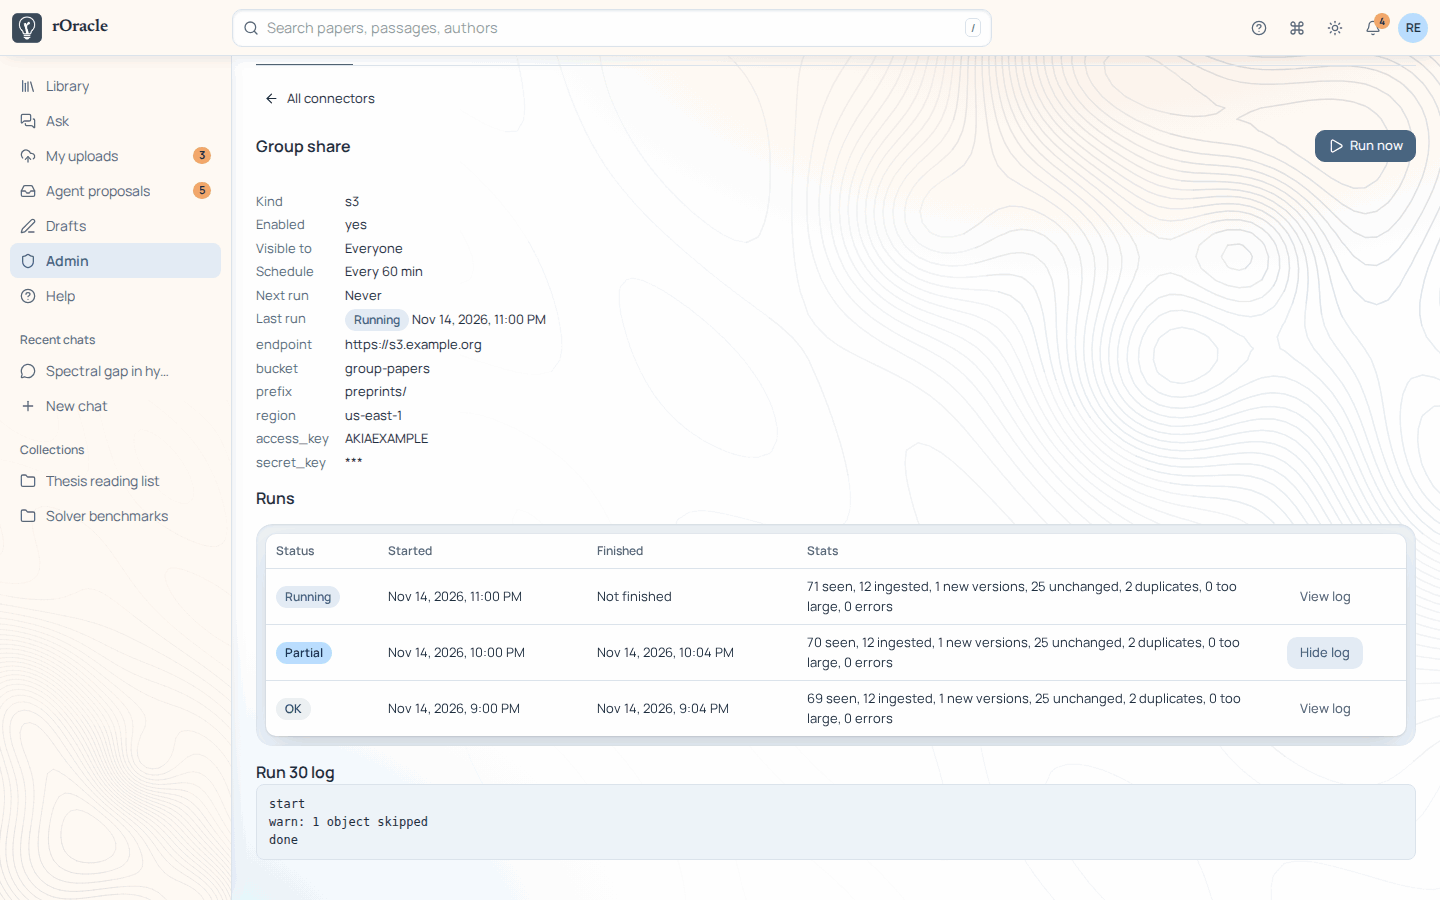 rOracle
Search papers, passages, authors
/
4
RE
Library
Ask
My uploads
3
Agent proposals
5
Drafts
Admin
Help
Recent chats
Spectral gap in hy...
New chat
Collections
Thesis reading list
Solver benchmarks
All connectors
Group share
Run now
Kind s3
Enabled yes
Visible to Everyone
Schedule Every 60 min
Next run Never
Last run Running Nov 14, 2026, 11:00 PM
endpoint https://s3.example.org
bucket group-papers
prefix preprints/
region us-east-1
access_key AKIAEXAMPLE
secret_key ***
Runs
Status Started Finished Stats
Running Nov 14, 2026, 11:00 PM Not finished 71 seen, 12 ingested, 1 new versions, 25 unchanged, 2 duplicates, 0 too
large, 0 errors
View log
Partial Nov 14, 2026, 10:00 PM Nov 14, 2026, 10:04 PM 70 seen, 12 ingested, 1 new versions, 25 unchanged, 2 duplicates, 0 too
large, 0 errors
Hide log
OK Nov 14, 2026, 9:00 PM Nov 14, 2026, 9:04 PM 69 seen, 12 ingested, 1 new versions, 25 unchanged, 2 duplicates, 0 too
large, 0 errors
View log
Run 30 log
start
warn: 1 object skipped
done